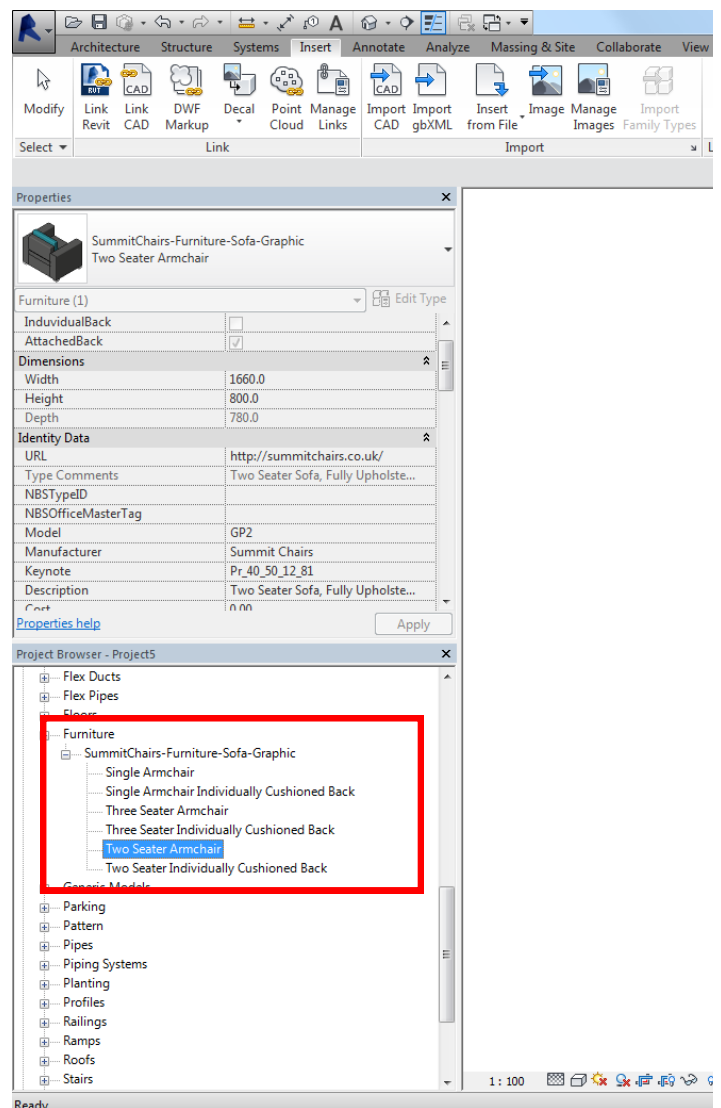 Architecture Structure Systems Insert Annotate Analyze Massing & Site Collaborate View
Modify Link Revit Link CAD DWF Markup Decal Point Cloud Manage Links Import CAD Import gbXML Insert from File Image Manage Images Import Family Types
Select Link Import
Properties
SummitChairs-Furniture-Sofa-Graphic
Two Seater Armchair
Furniture (1) Edit Type
InduvidualBack
AttachedBack
Dimensions
Width 1660.0
Height 800.0
Depth 780.0
Identity Data
URL http://summitchairs.co.uk/
Type Comments Two Seater Sofa, Fully Upholste...
NBSTypeID
NBSOfficeMasterTag
Model GP2
Manufacturer Summit Chairs
Keynote Pr_40_50_12_81
Description Two Seater Sofa, Fully Upholste...
Cost 0.00
Properties help Apply
Project Browser - Project5
Flex Ducts
Flex Pipes
Floors
Furniture
SummitChairs-Furniture-Sofa-Graphic
Single Armchair
Single Armchair Individually Cushioned Back
Three Seater Armchair
Three Seater Individually Cushioned Back
Two Seater Armchair
Two Seater Individually Cushioned Back
Generic Models
Parking
Pattern
Pipes
Piping Systems
Planting
Profiles
Railings
Ramps
Roofs
Stairs
1 : 100
Ready